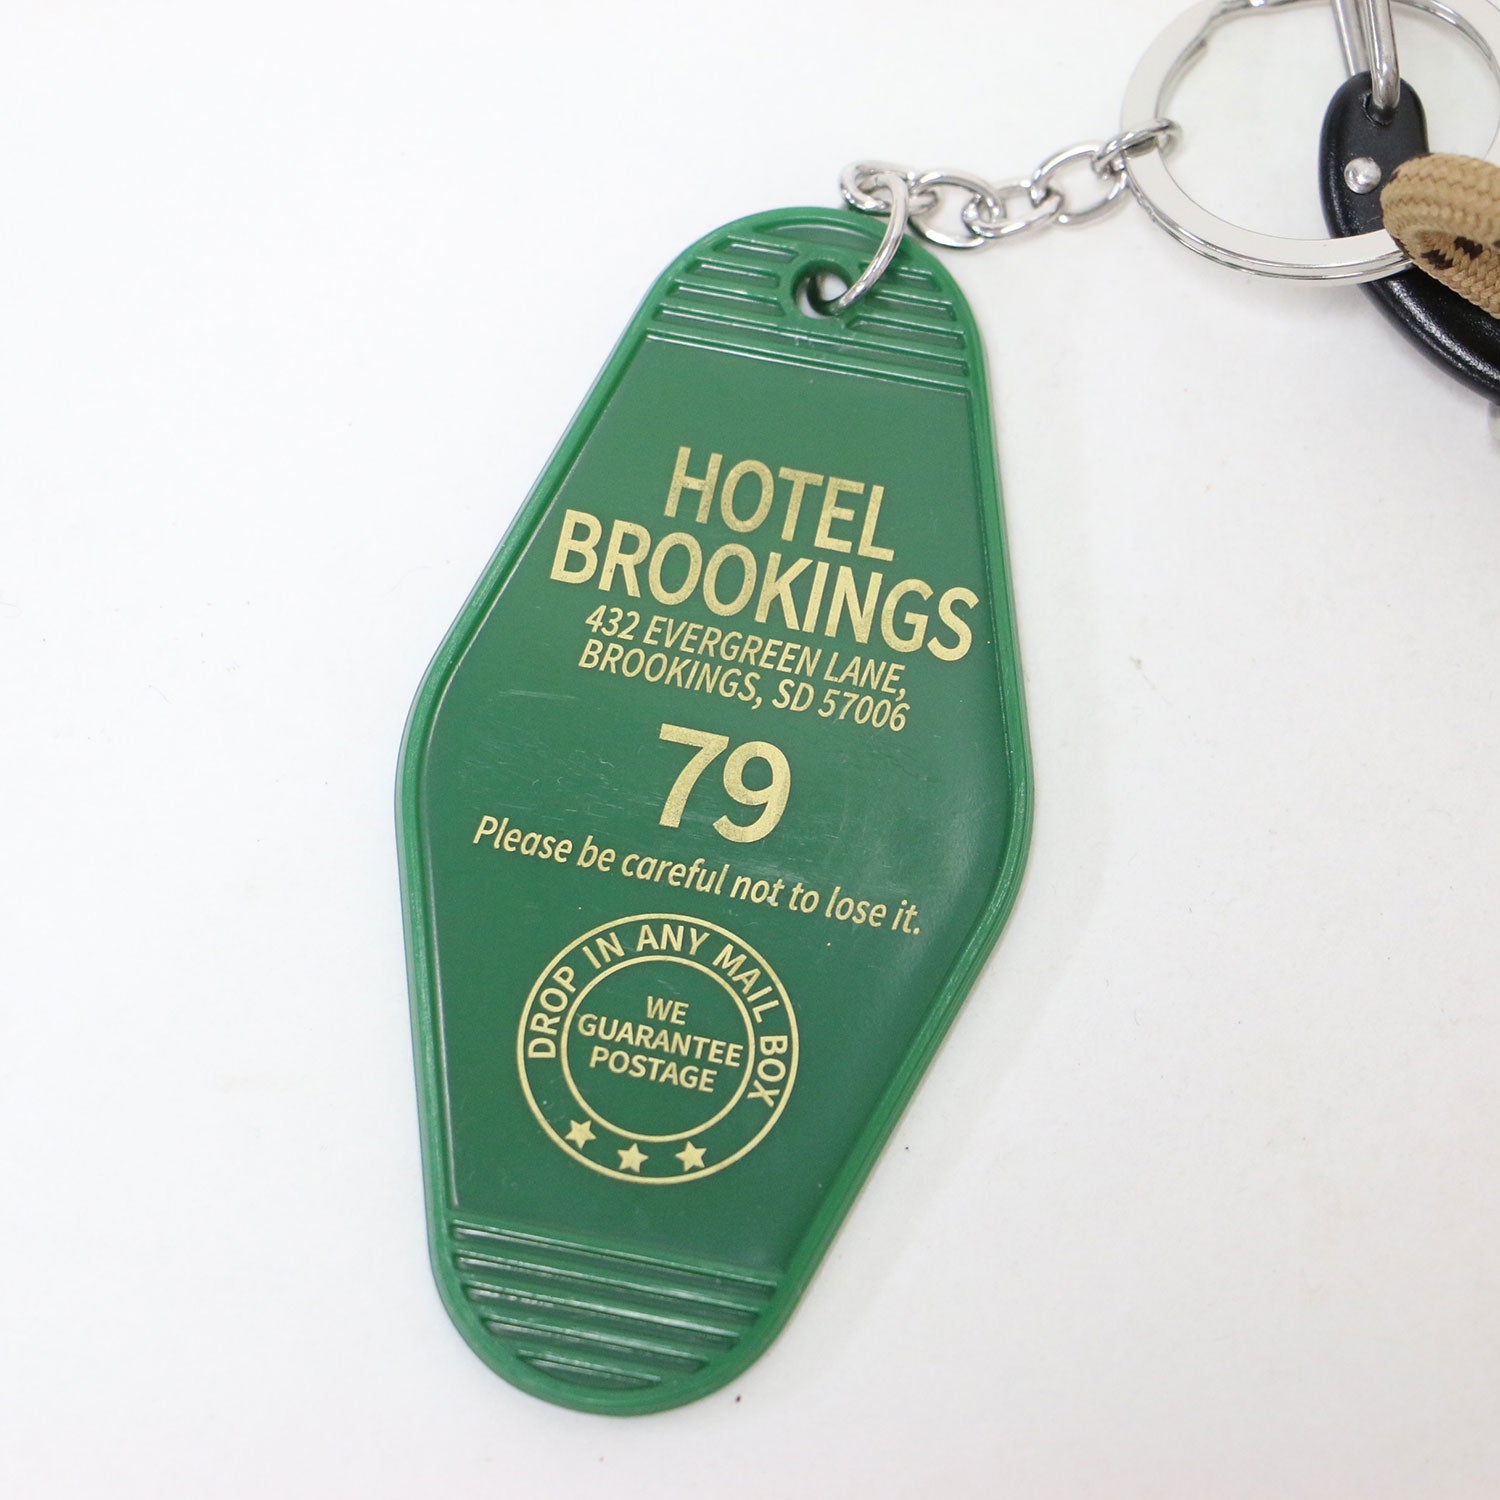 HOTEL
BROOKINGS
432 EVERGREEN LANE,
BROOKINGS, SD 57006
79
Please be careful not to lose it.
DROP IN ANY MAIL BOX
WE
GUARANTEE
POSTAGE